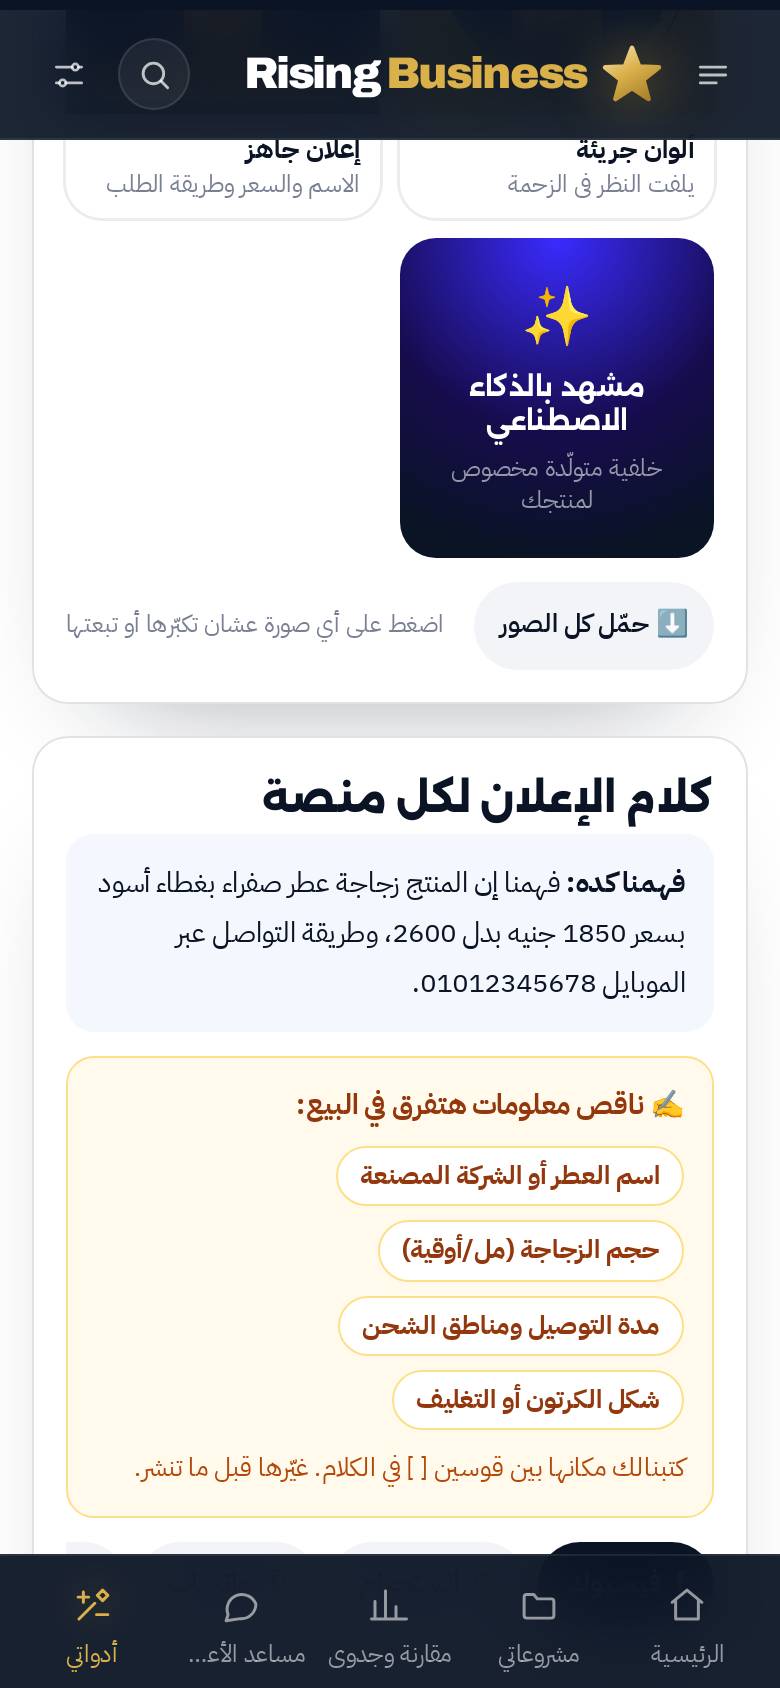 Rising Business
ألوان جريئة
يلفت النظر في الزحمة
إعلان جاهز
الاسم والسعر وطريقة الطلب
مشهد بالذكاء
الاصطناعي
خلفية متولّدة مخصوص
لمنتجك
حمّل كل الصور
اضغط على أي صورة عشان تكبّرها أو تبعتها
كلام الإعلان لكل منصة
فهمنا كده: فهمنا إن المنتج زجاجة عطر صفراء بغطاء أسود
بسعر 1850 جنيه بدل 2600، وطريقة التواصل عبر
الموبايل 01012345678.
ناقص معلومات هتفرق في البيع:
اسم العطر أو الشركة المصنعة
حجم الزجاجة (مل/أوقية)
مدة التوصيل ومناطق الشحن
شكل الكرتون أو التغليف
كتبنالك مكانها بين قوسين [ ] في الكلام. غيّرها قبل ما تنشر.
الرئيسية
مشروعاتي
مقارنة وجدوى
مساعد الأع...
أدواتي